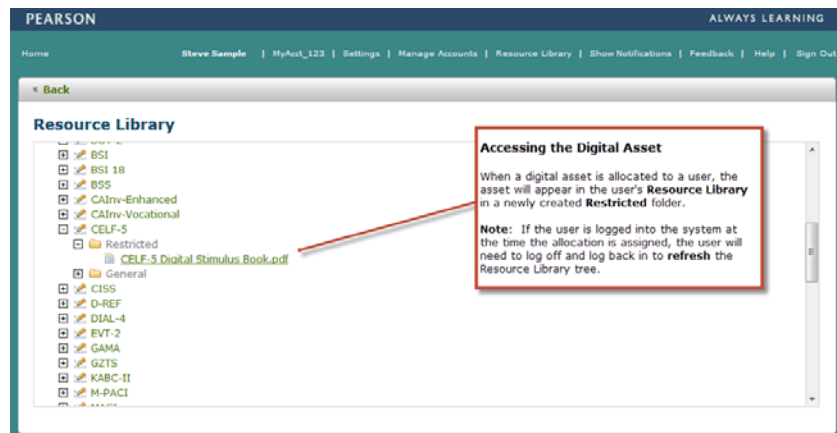 PEARSON
ALWAYS LEARNING
Home
Steve Sample | MyAcct_123 | Settings | Manage Accounts | Resource Library | Show Notifications | Feedback | Help | Sign Out
« Back
Resource Library
BSI
BSI 18
BSS
CAInv-Enhanced
CAInv-Vocational
CELF-5
Restricted
CELF-5 Digital Stimulus Book.pdf
General
CISS
D-REF
DIAL-4
EVT-2
GAMA
GZTS
KABC-II
M-PACI
Accessing the Digital Asset
When a digital asset is allocated to a user, the
asset will appear in the user's Resource Library
in a newly created Restricted folder.
Note: If the user is logged into the system at
the time the allocation is assigned, the user will
need to log off and log back in to refresh the
Resource Library tree.